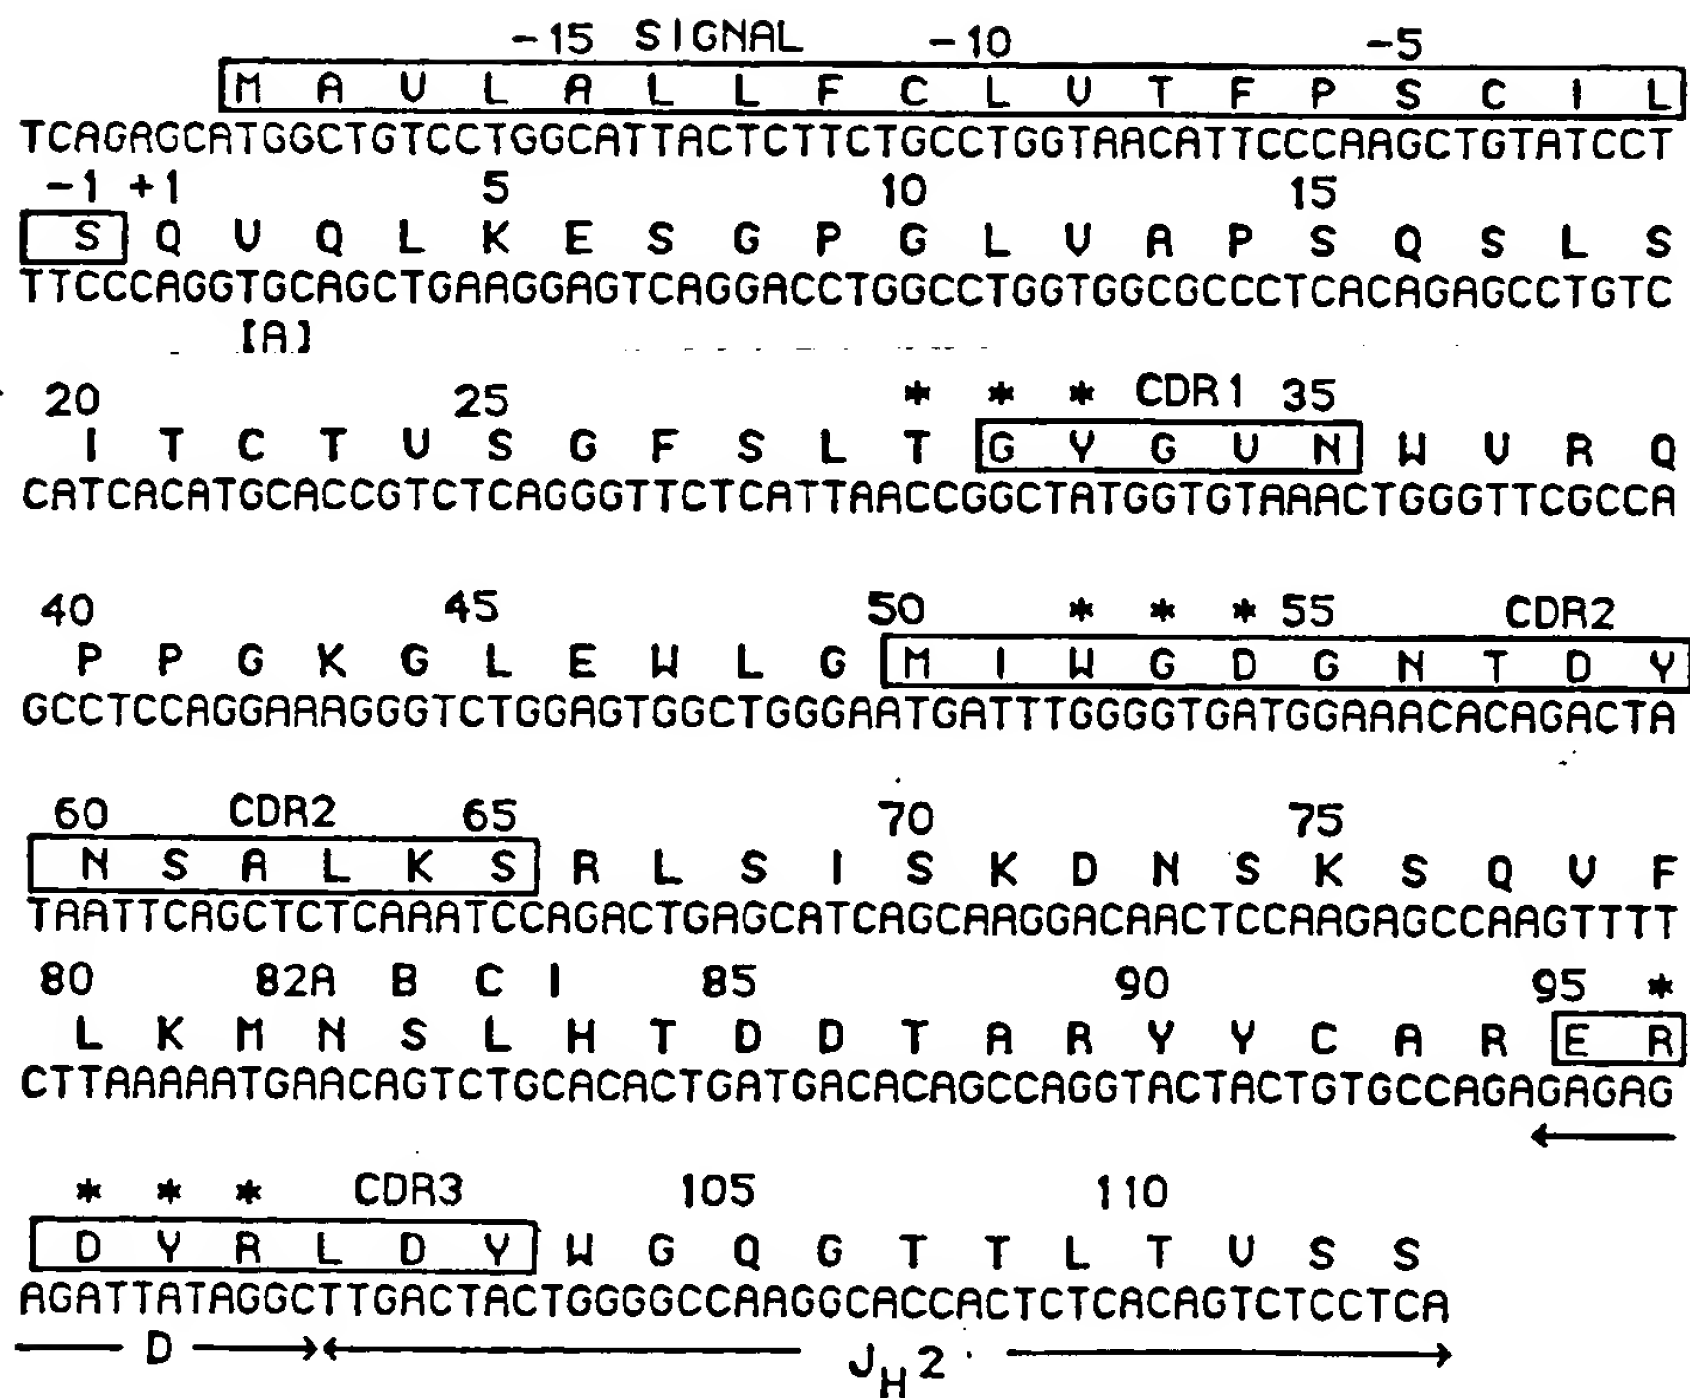 -15 SIGNAL -10 -5
M A V L A L L F C L V T F P S C I L
TCAGAGCATGGCTGTCCTGGCATTACTCTTCTGCCTGGTAACATTCCCAAGCTGTATCCT
-1 +1 5 10 15
S Q V Q L K E S G P G L V A P S Q S L S
TTCCCAGGTGCAGCTGAAGGAGTCAGGACCTGGCCTGGTGGCGCCCTCACAGAGCCTGTC
[A]
20 25 * * * CDR1 35
I T C T V S G F S L T G Y G V N W V R Q
CATCACATGCACCGTCTCAGGGTTCTCATTAACCGGCTATGGTGTAAACTGGGTTCGCCA
40 45 50 * * * 55 CDR2
P P G K G L E W L G M I W G D G N T D Y
GCCTCCAGGAAAGGGTCTGGAGTGGCTGGGAATGATTTGGGGTGATGGAAACACAGACTA
60 CDR2 65 70 75
N S A L K S R L S I S K D N S K S Q V F
TAATTCAGCTCTCAAATCCAGACTGAGCATCAGCAAGGACAACTCCAAGAGCCAAGTTTT
80 82A B C I 85 90 95 *
L K M N S L H T D D T A R Y Y C A R E R
CTTAAAAATGAACAGTCTGCACACTGATGACACAGCCAGGTACTACTGTGCCAGAGAGAG
* * * CDR3 105 110
D Y R L D Y W G Q G T T L T V S S
AGATTATAGGCTTGACTACTGGGGCCAAGGCACCACTCTCACAGTCTCCTCA
D JH2